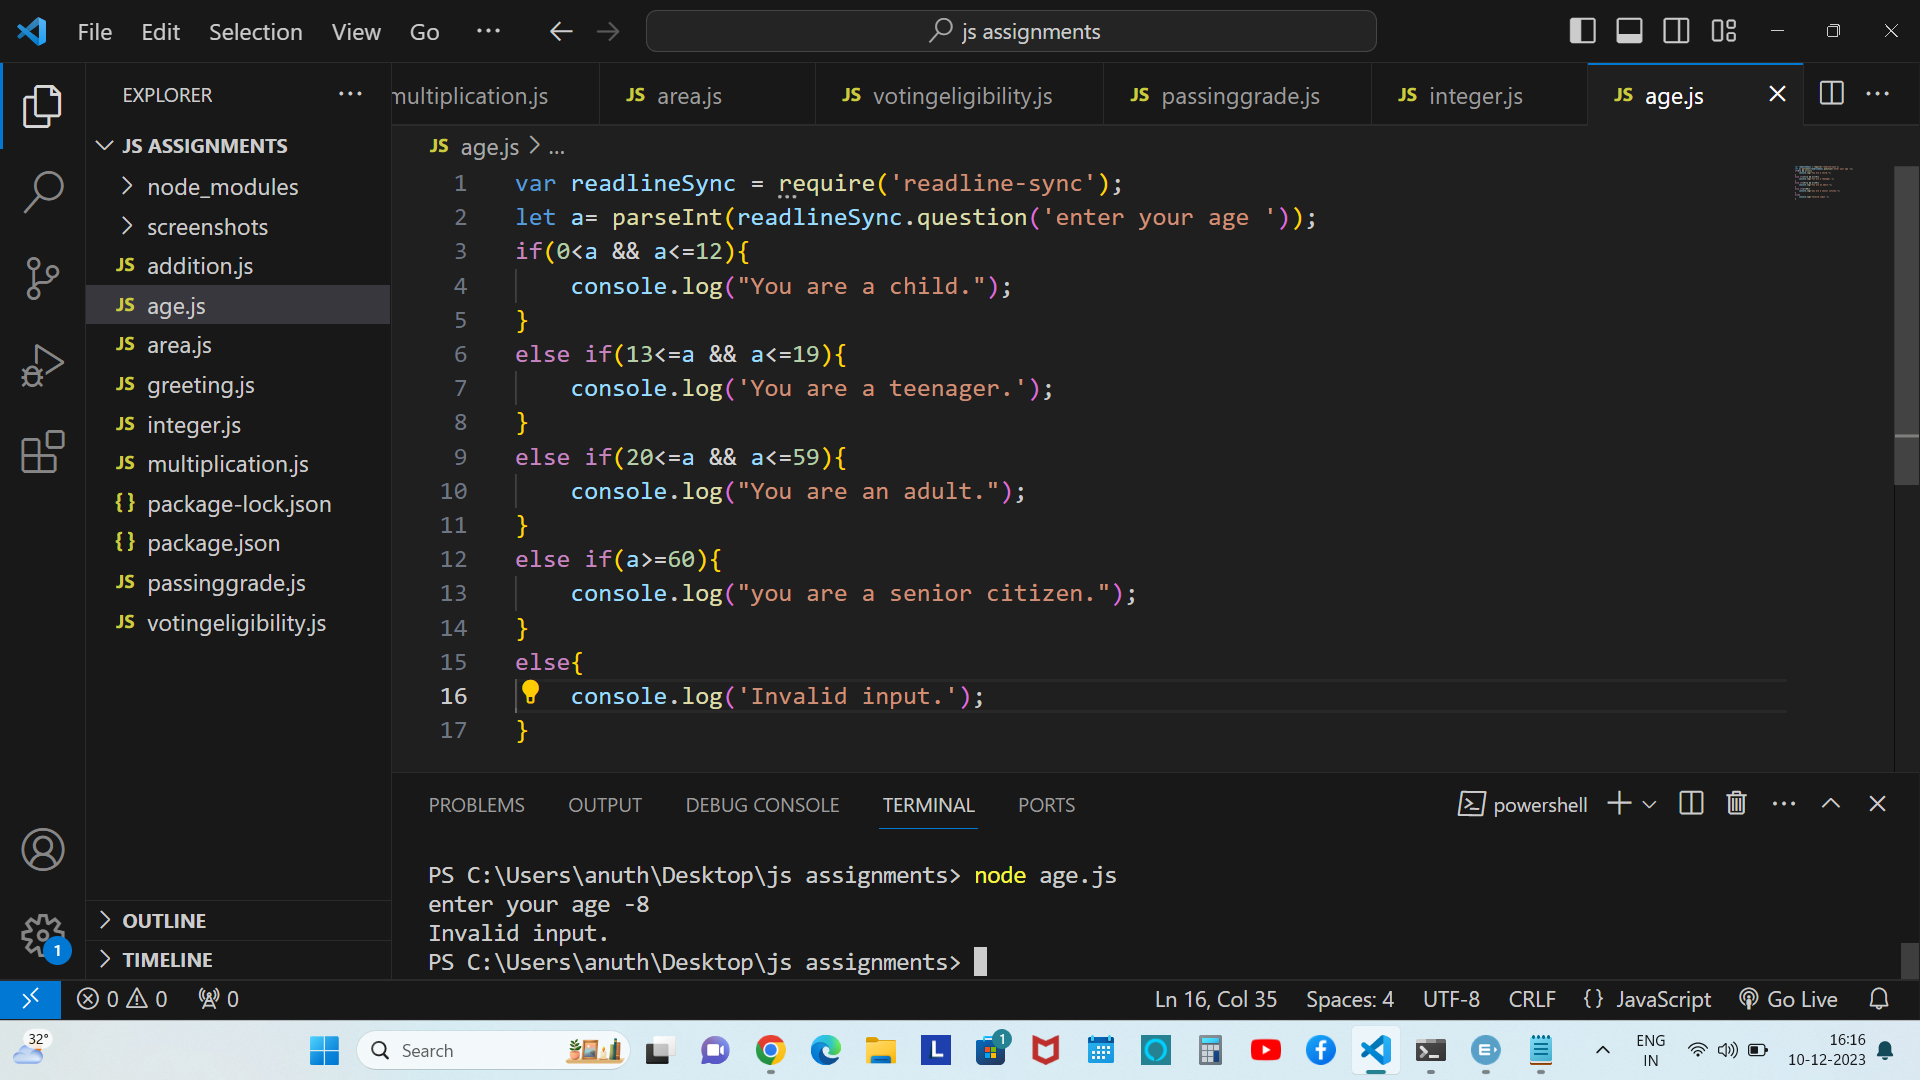 File Edit Selection View Go ··· js assignments
EXPLORER ···
JS ASSIGNMENTS
node_modules
screenshots
JS addition.js
JS age.js
JS area.js
JS greeting.js
JS integer.js
JS multiplication.js
{} package-lock.json
{} package.json
JS passinggrade.js
JS votingeligibility.js
OUTLINE
TIMELINE
1
multiplication.js JS area.js JS votingeligibility.js JS passinggrade.js JS integer.js JS age.js
JS age.js > ...
1 var readlineSync = require('readline-sync');
2 let a= parseInt(readlineSync.question('enter your age '));
3 if(0<a && a<=12){
4     console.log("You are a child.");
5 }
6 else if(13<=a && a<=19){
7     console.log('You are a teenager.');
8 }
9 else if(20<=a && a<=59){
10     console.log("You are an adult.");
11 }
12 else if(a>=60){
13     console.log("you are a senior citizen.");
14 }
15 else{
16     console.log('Invalid input.');
17 }
PROBLEMS OUTPUT DEBUG CONSOLE TERMINAL PORTS powershell
PS C:\Users\anuth\Desktop\js assignments> node age.js
enter your age -8
Invalid input.
PS C:\Users\anuth\Desktop\js assignments>
0 0 0 Ln 16, Col 35 Spaces: 4 UTF-8 CRLF {} JavaScript Go Live
32° Search L 1 ENG IN 16:16 10-12-2023